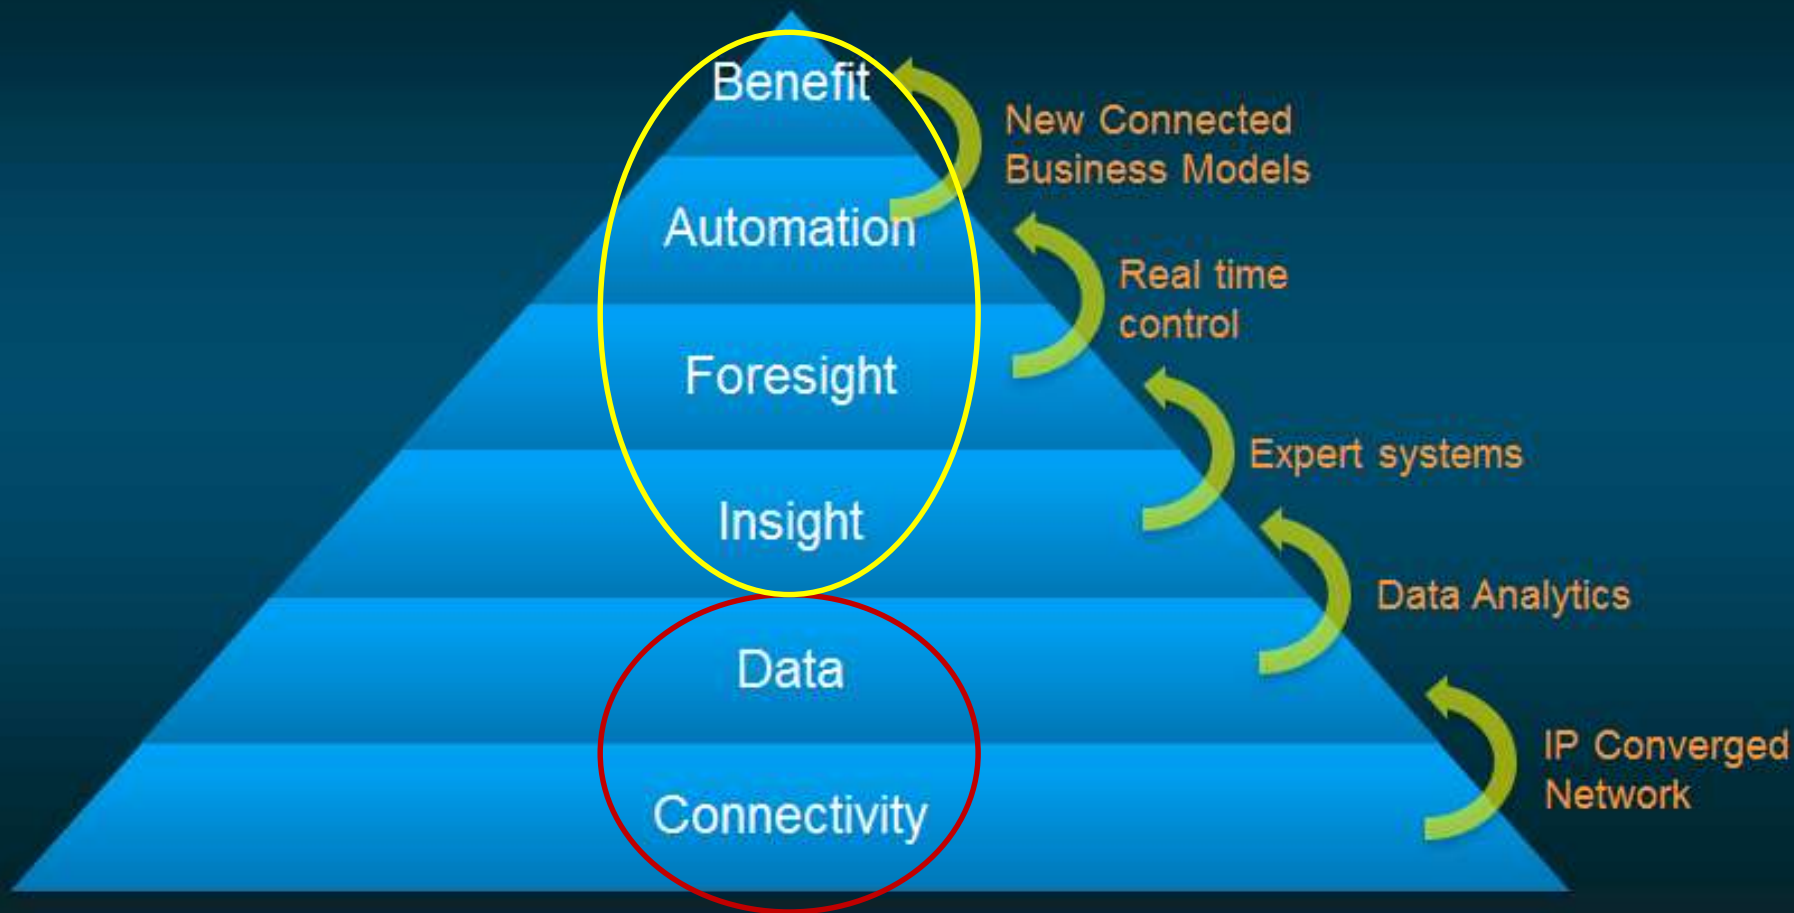 Benefit
New Connected
Business Models
Automation
Real time
control
Foresight
Expert systems
Insight
Data Analytics
Data
IP Converged
Network
Connectivity